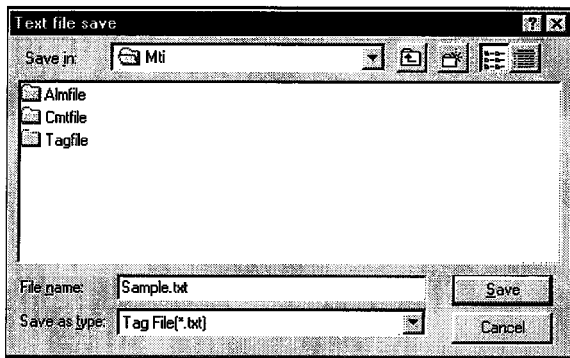 Text file save
Save in: Mti
Almfile
Cmtfile
Tagfile
File name: Sample.txt Save
Save as type: Tag File(*.txt) Cancel